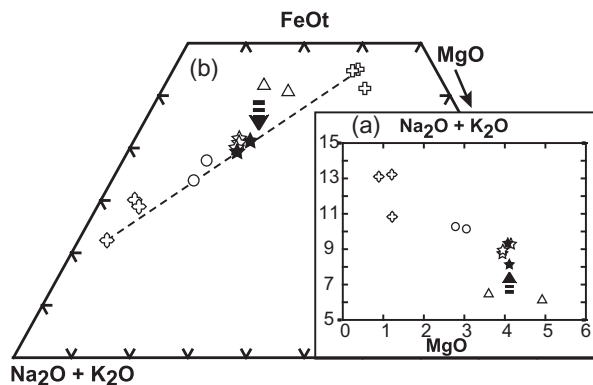 FeOt
(b)
MgO
(a)
Na₂O + K₂O
15
13
11
9
7
5
0 1 2 3 4 5 6
MgO
Na₂O + K₂O